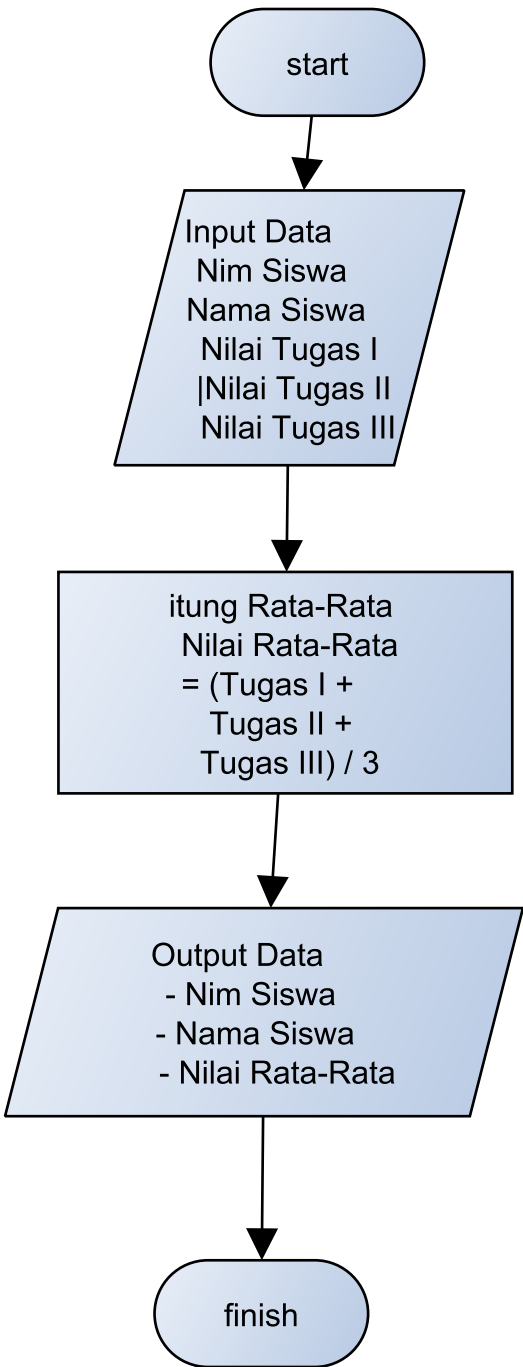 start
Input Data
Nim Siswa
Nama Siswa
Nilai Tugas I
|Nilai Tugas II
Nilai Tugas III
itung Rata-Rata
Nilai Rata-Rata
= (Tugas I +
Tugas II +
Tugas III) / 3
Output Data
- Nim Siswa
- Nama Siswa
- Nilai Rata-Rata
finish